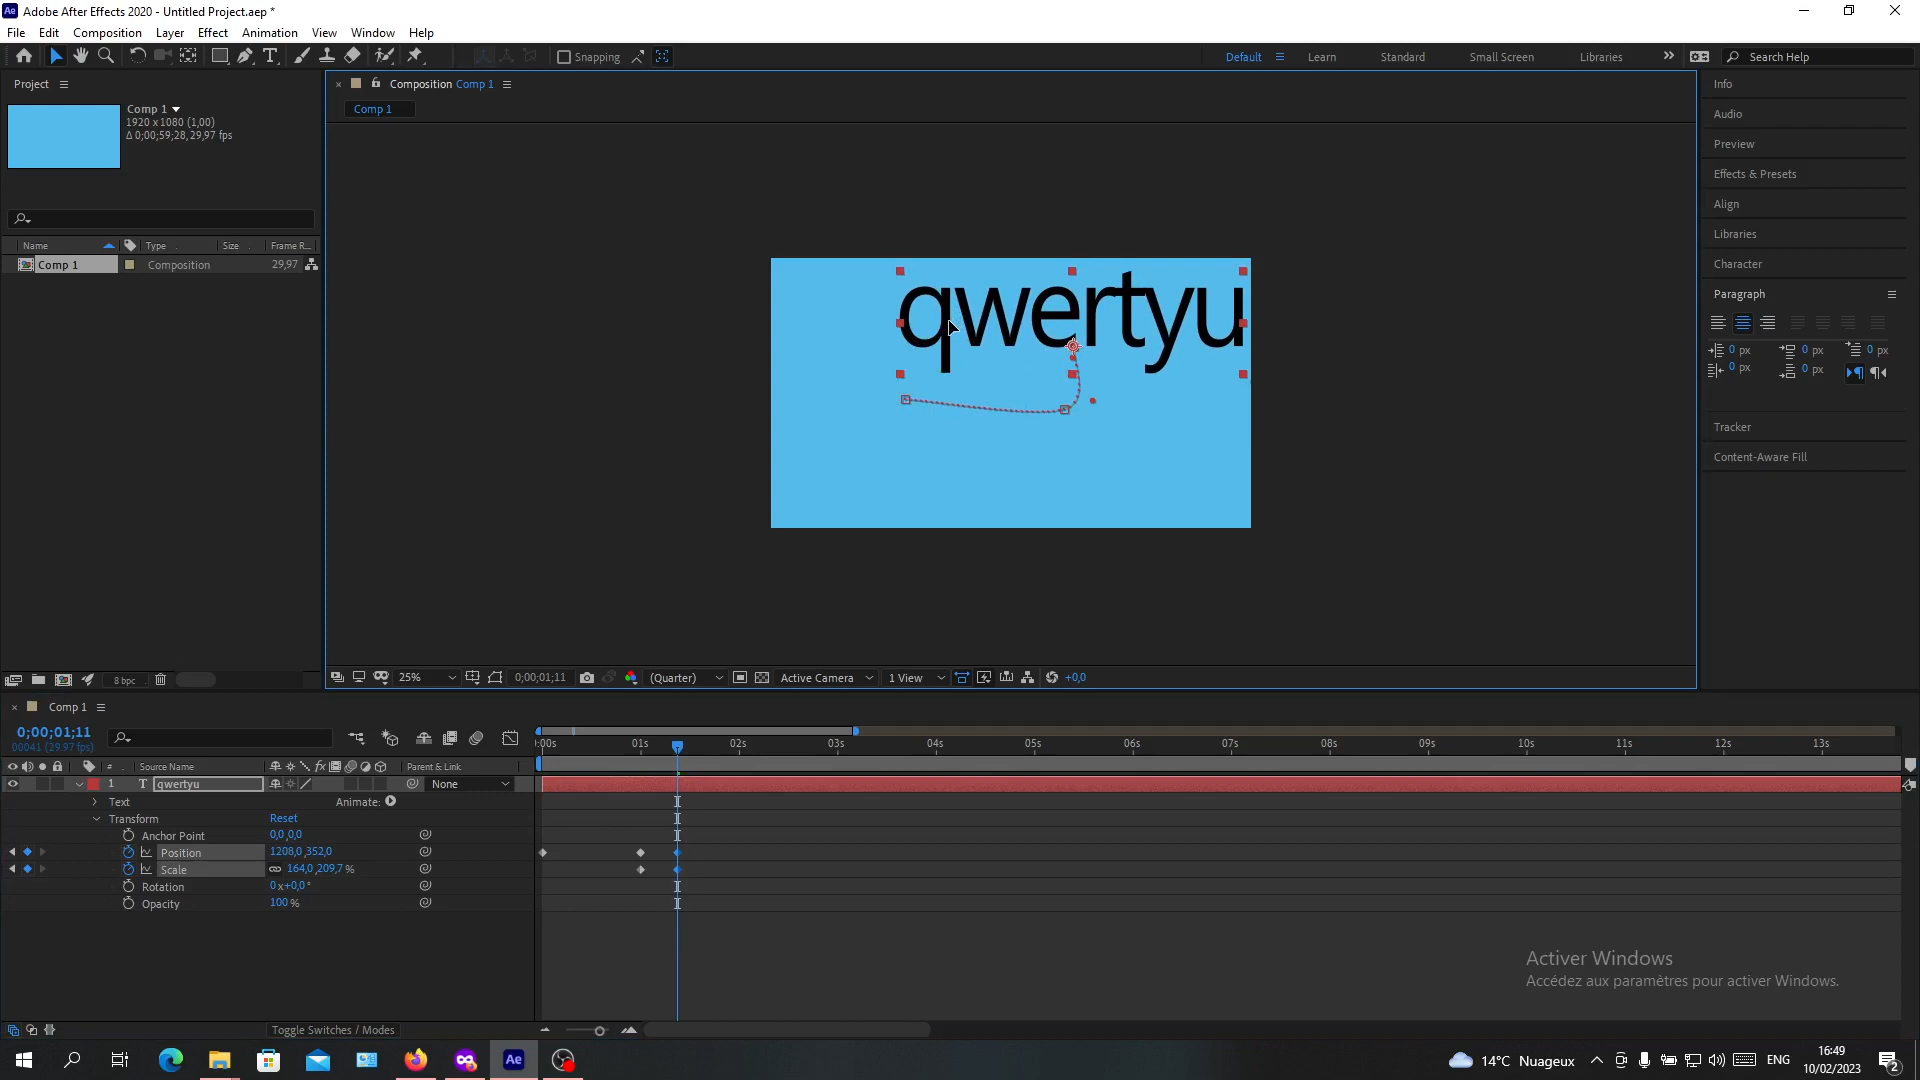 Adobe After Effects 2020 - Untitled Project.aep *
File Edit Composition Layer Effect Animation View Window Help
Snapping Default Learn Standard Small Screen Libraries Search Help
Project
Comp 1
1920 x 1080 (1,00)
Δ 0;00;59;28, 29,97 fps
Name Type Size Frame R...
Comp 1 Composition 29,97
8 bpc
Composition Comp 1
Comp 1
qwertyu
25% 0;00;01;11 (Quarter) Active Camera 1 View +0,0
Info
Audio
Preview
Effects & Presets
Align
Libraries
Character
Paragraph
0 px 0 px 0 px
0 px 0 px
Tracker
Content-Aware Fill
Comp 1
0;00;01;11
00041 (29.97 fps)
:00s 01s 02s 03s 04s 05s 06s 07s 08s 09s 10s 11s 12s 13s
# Source Name fx Parent & Link
1 T qwertyu None
Text Animate:
Transform Reset
Anchor Point 0,0,0,0
Position 1208,0,352,0
Scale 164,0,209,7 %
Rotation 0 x+0,0 °
Opacity 100 %
Toggle Switches / Modes
Activer Windows
Accédez aux paramètres pour activer Windows.
Ae 14°C Nuageux ENG 16:49
10/02/2023
2